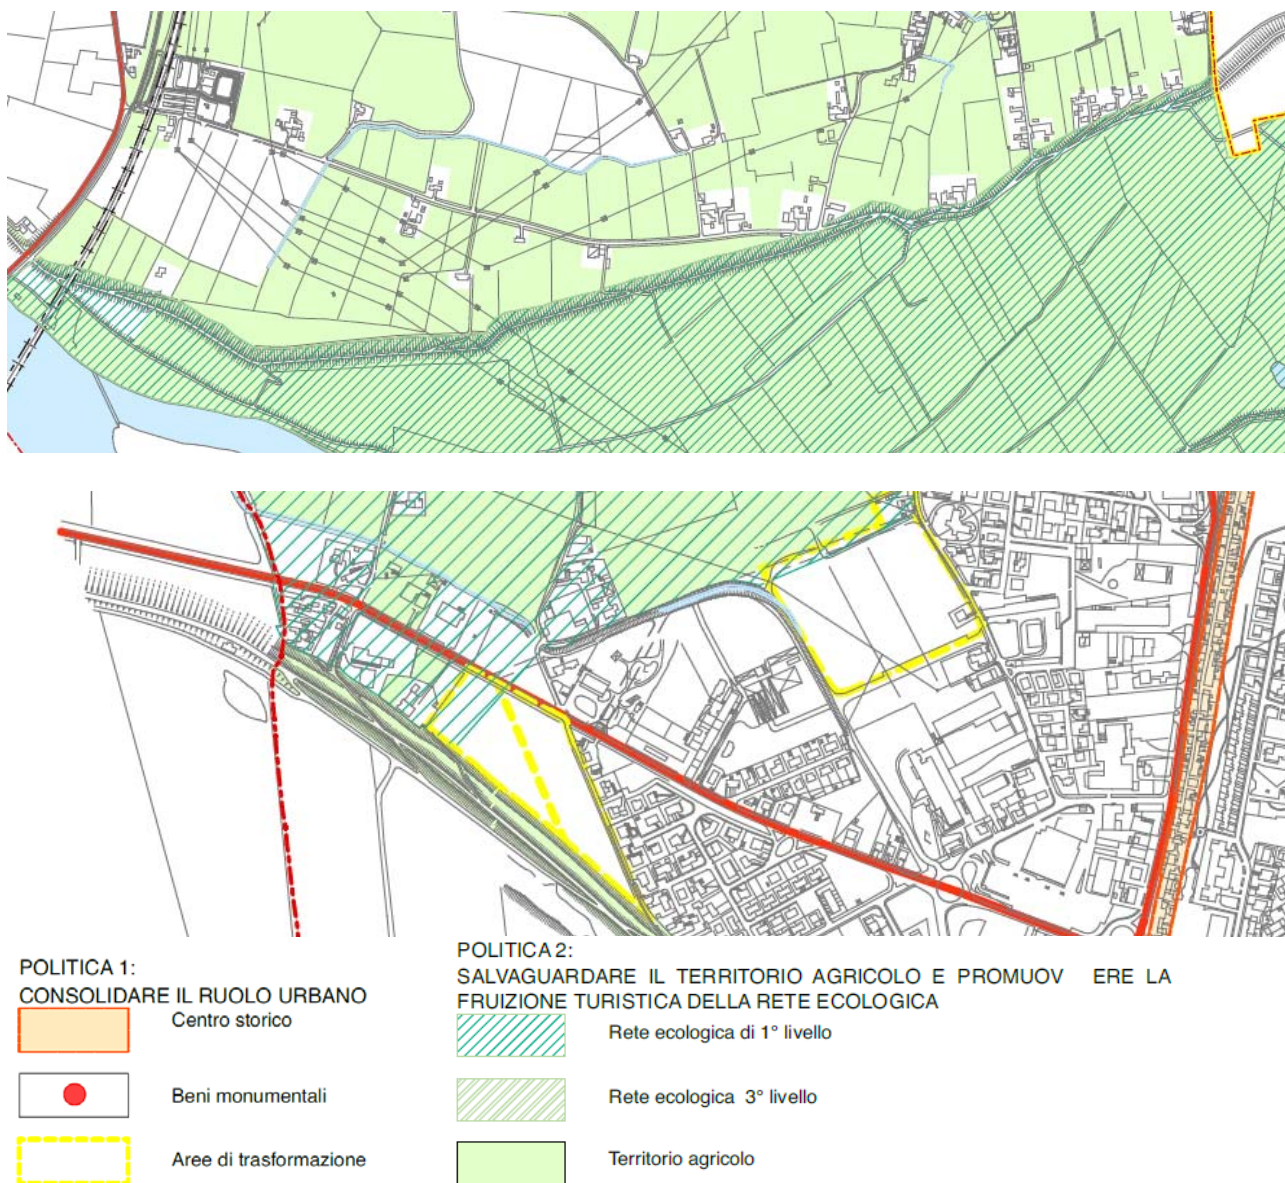 POLITICA 1:
CONSOLIDARE IL RUOLO URBANO
Centro storico
Beni monumentali
Aree di trasformazione
POLITICA 2:
SALVAGUARDARE IL TERRITORIO AGRICOLO E PROMUOV ERE LA
FRUIZIONE TURISTICA DELLA RETE ECOLOGICA
Rete ecologica di 1° livello
Rete ecologica 3° livello
Territorio agricolo